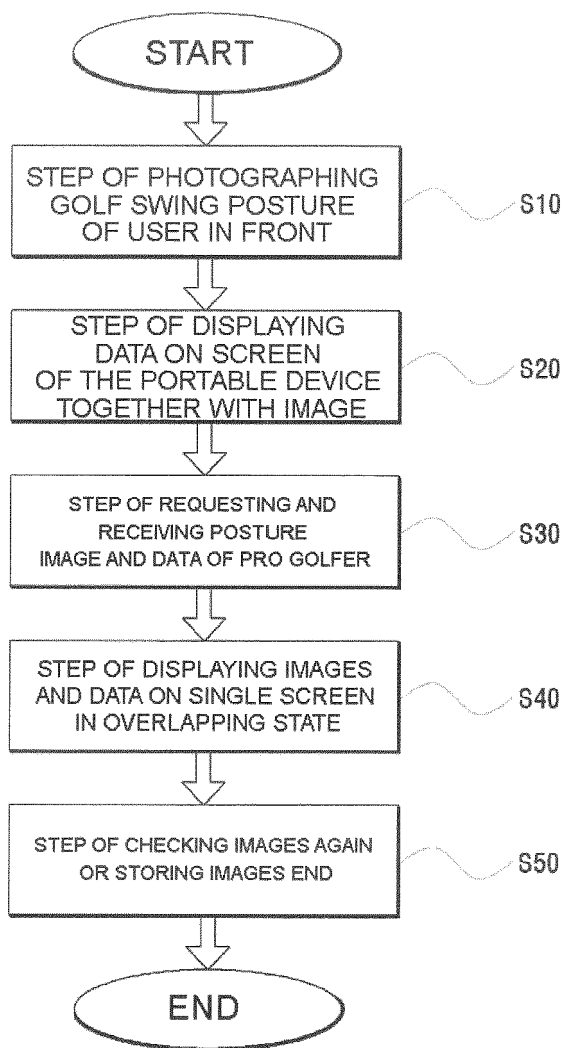 START
STEP OF PHOTOGRAPHING
GOLF SWING POSTURE
OF USER IN FRONT
S10
STEP OF DISPLAYING
DATA ON SCREEN
OF THE PORTABLE DEVICE
TOGETHER WITH IMAGE
S20
STEP OF REQUESTING AND
RECEIVING POSTURE
IMAGE AND DATA OF PRO GOLFER
S30
STEP OF DISPLAYING IMAGES
AND DATA ON SINGLE SCREEN
IN OVERLAPPING STATE
S40
STEP OF CHECKING IMAGES AGAIN
OR STORING IMAGES END
S50
END